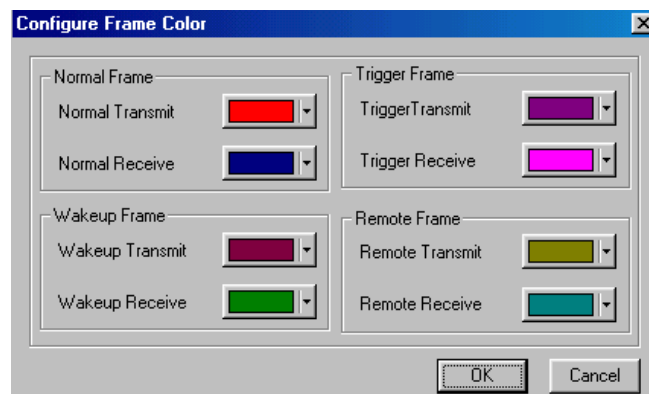 Configure Frame Color
Normal Frame
Normal Transmit
Normal Receive
Trigger Frame
TriggerTransmit
Trigger Receive
Wakeup Frame
Wakeup Transmit
Wakeup Receive
Remote Frame
Remote Transmit
Remote Receive
OK
Cancel